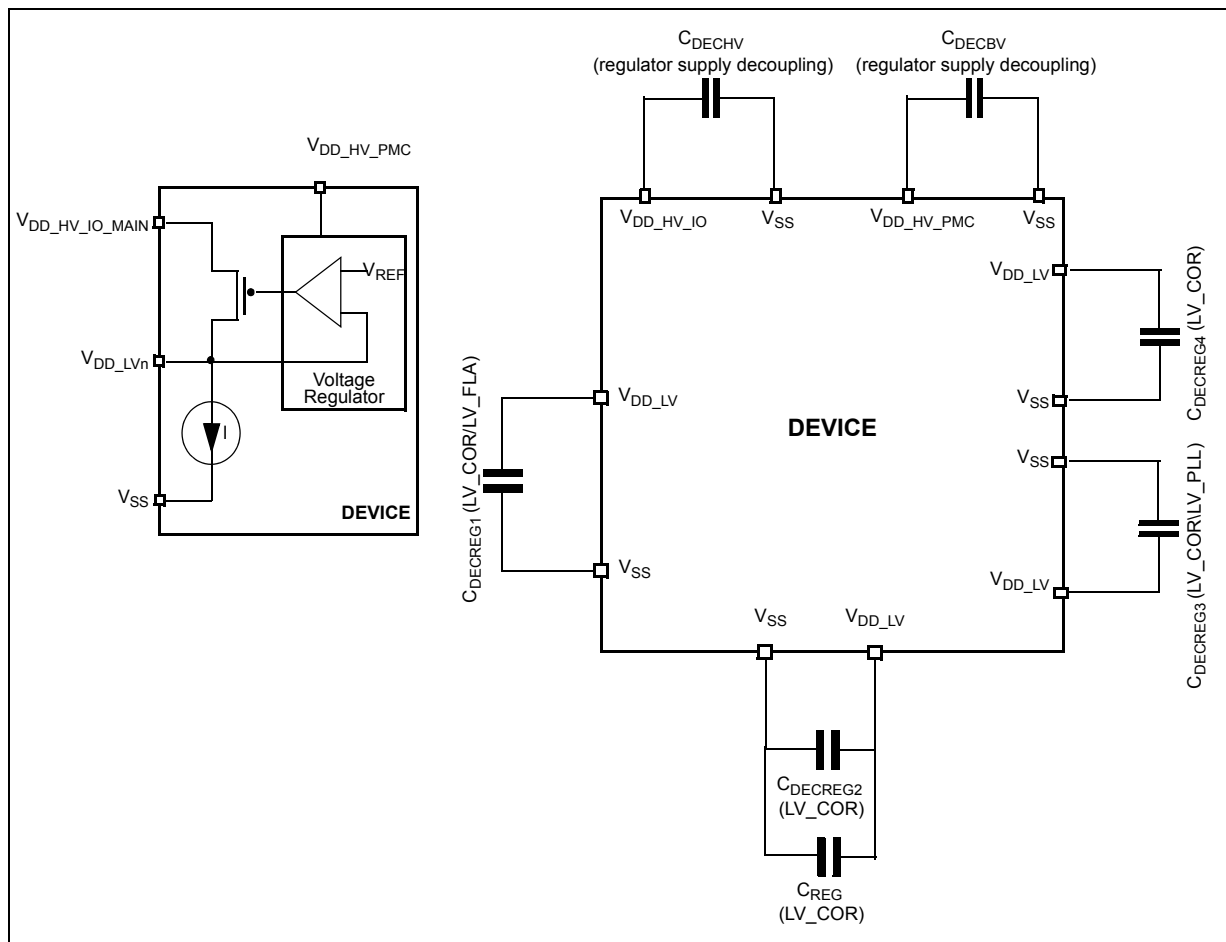 C_DECHV
(regulator supply decoupling)
C_DECBV
(regulator supply decoupling)
V_DD_HV_PMC
V_DD_HV_IO_MAIN
V_REF
V_DD_LVn
Voltage
Regulator
I
V_SS
DEVICE
V_DD_HV_IO
V_SS
V_DD_HV_PMC
V_SS
V_DD_LV
C_DECREG4 (LV_COR)
V_SS
V_DD_LV
DEVICE
C_DECREG1 (LV_COR/LV_FLA)
V_SS
V_SS
C_DECREG3 (LV_COR\LV_PLL)
V_DD_LV
V_SS
V_DD_LV
C_DECREG2
(LV_COR)
C_REG
(LV_COR)